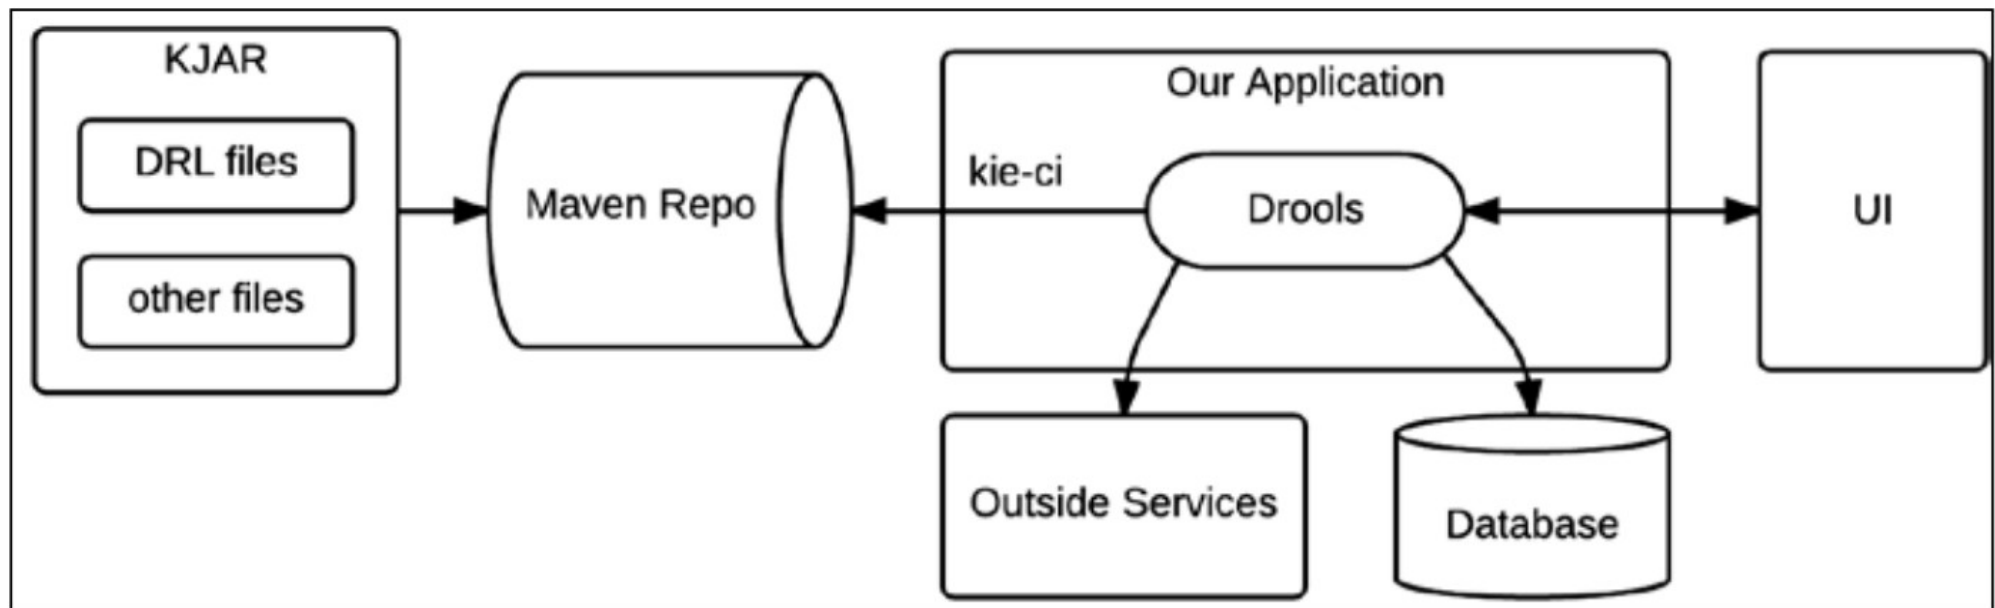 KJAR
DRL files
other files
Maven Repo
Our Application
kie-ci
Drools
UI
Outside Services
Database